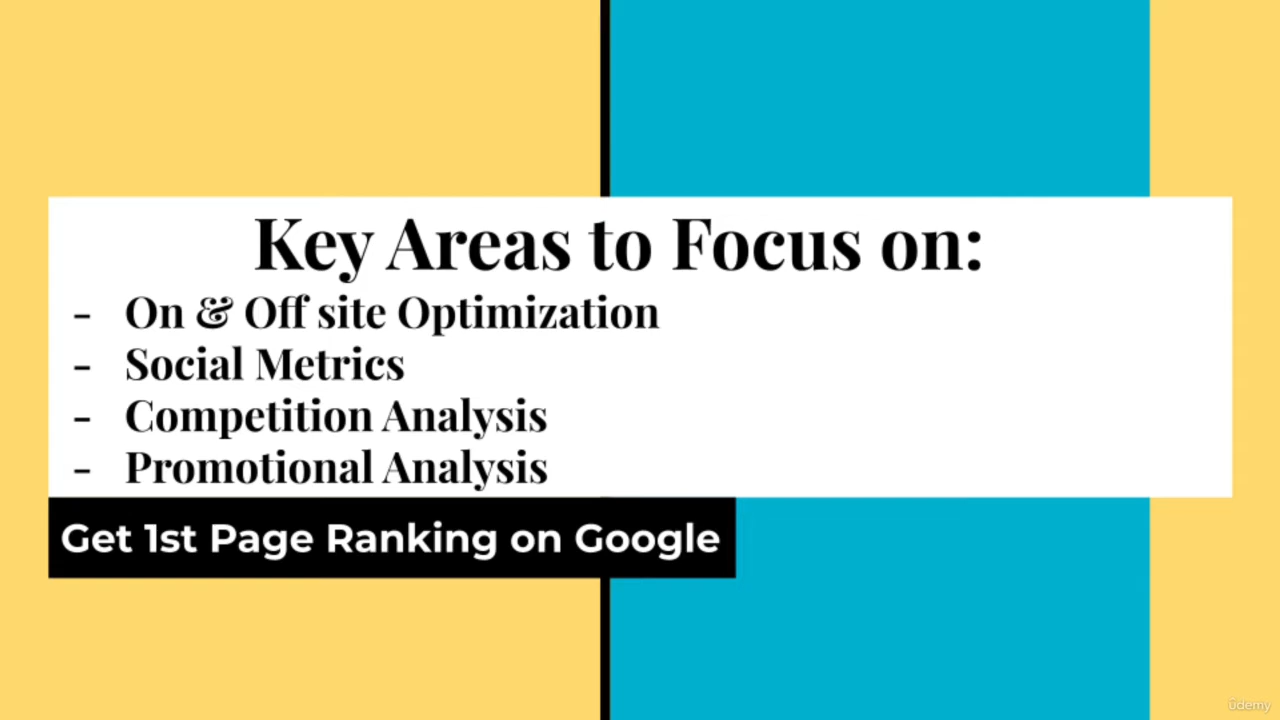 Key Areas to Focus on:
- On & Off site Optimization
- Social Metrics
- Competition Analysis
- Promotional Analysis
Get 1st Page Ranking on Google
ûdemy